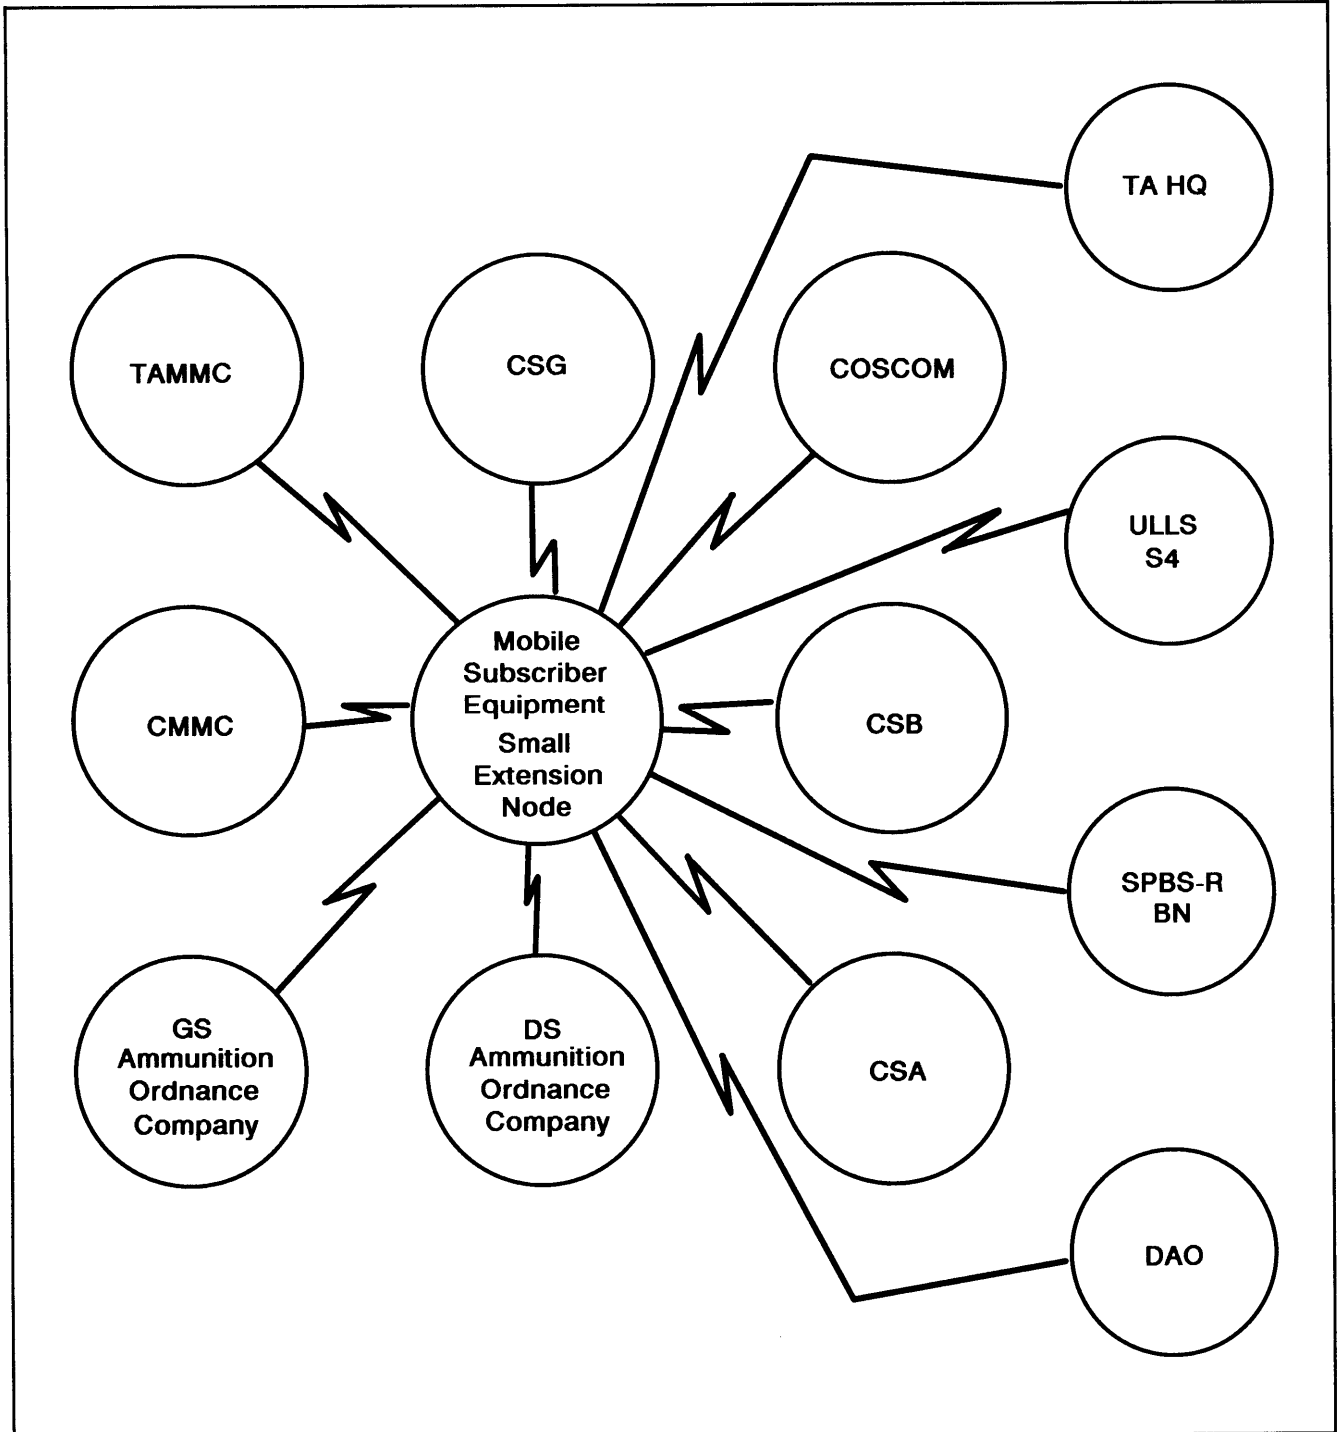 TA HQ
TAMMC
CSG
COSCOM
ULLS
S4
CMMC
Mobile
Subscriber
Equipment
Small
Extension
Node
CSB
SPBS-R
BN
GS
Ammunition
Ordnance
Company
DS
Ammunition
Ordnance
Company
CSA
DAO